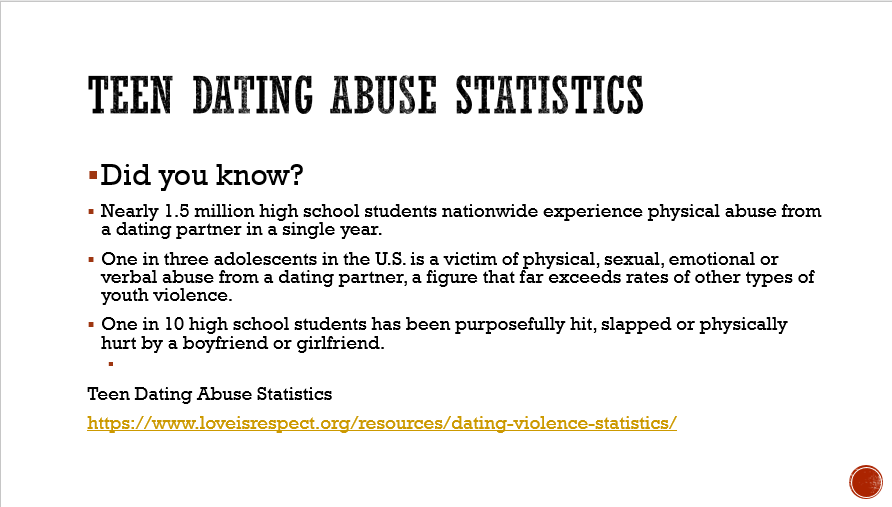 TEEN DATING ABUSE STATISTICS
Did you know?
Nearly 1.5 million high school students nationwide experience physical abuse from
a dating partner in a single year.
One in three adolescents in the U.S. is a victim of physical, sexual, emotional or
verbal abuse from a dating partner, a figure that far exceeds rates of other types of
youth violence.
One in 10 high school students has been purposefully hit, slapped or physically
hurt by a boyfriend or girlfriend.
Teen Dating Abuse Statistics
https://www.loveisrespect.org/resources/dating-violence-statistics/